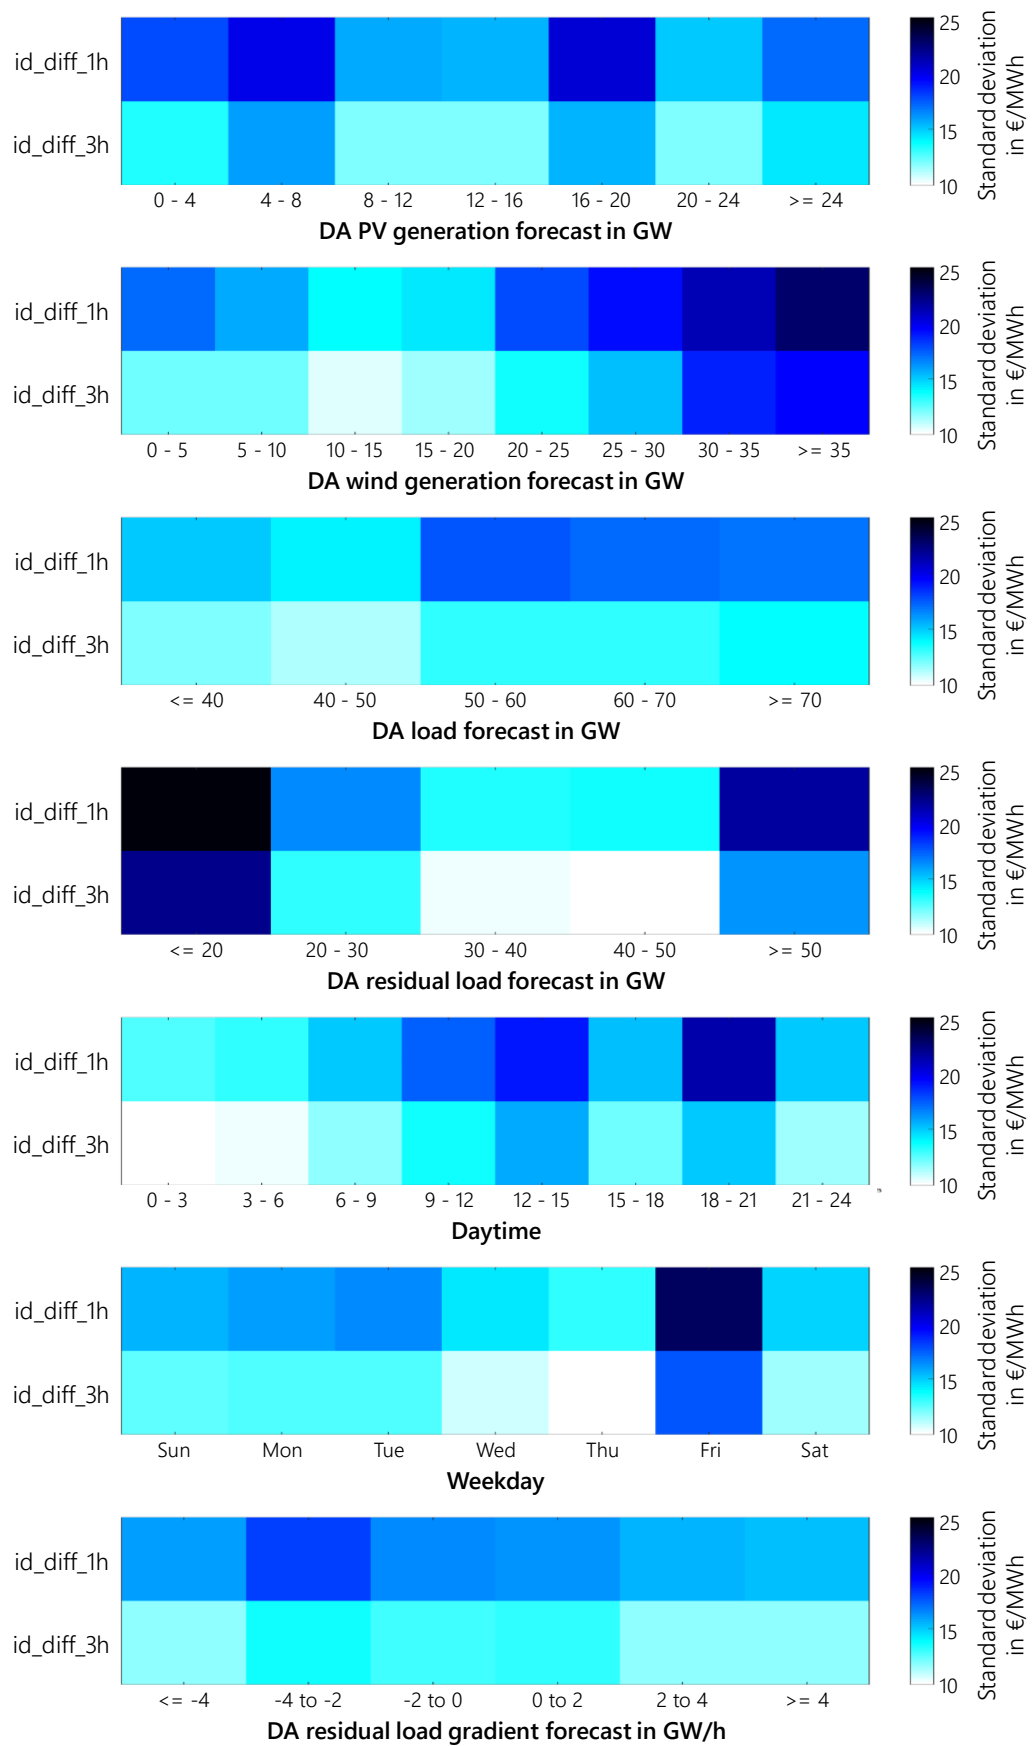 id_diff_1h
id_diff_3h
0 - 4 4 - 8 8 - 12 12 - 16 16 - 20 20 - 24 >= 24
DA PV generation forecast in GW
25
20
15
10
Standard deviation
in €/MWh
id_diff_1h
id_diff_3h
0 - 5 5 - 10 10 - 15 15 - 20 20 - 25 25 - 30 30 - 35 >= 35
DA wind generation forecast in GW
25
20
15
10
Standard deviation
in €/MWh
id_diff_1h
id_diff_3h
<= 40 40 - 50 50 - 60 60 - 70 >= 70
DA load forecast in GW
25
20
15
10
Standard deviation
in €/MWh
id_diff_1h
id_diff_3h
<= 20 20 - 30 30 - 40 40 - 50 >= 50
DA residual load forecast in GW
25
20
15
10
Standard deviation
in €/MWh
id_diff_1h
id_diff_3h
0 - 3 3 - 6 6 - 9 9 - 12 12 - 15 15 - 18 18 - 21 21 - 24
Daytime
25
20
15
10
Standard deviation
in €/MWh
id_diff_1h
id_diff_3h
Sun Mon Tue Wed Thu Fri Sat
Weekday
25
20
15
10
Standard deviation
in €/MWh
id_diff_1h
id_diff_3h
<= -4 -4 to -2 -2 to 0 0 to 2 2 to 4 >= 4
DA residual load gradient forecast in GW/h
25
20
15
10
Standard deviation
in €/MWh